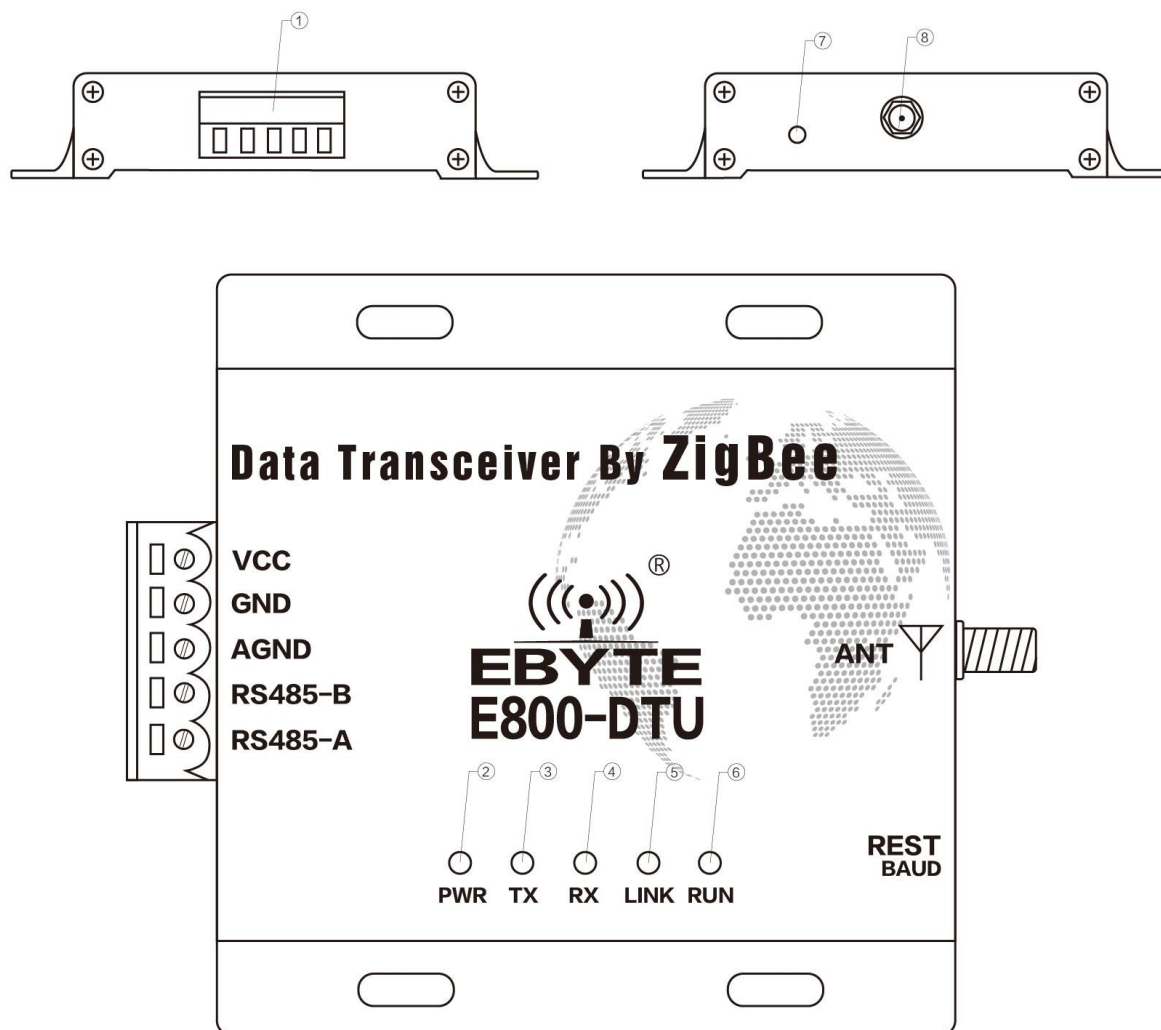 ① ⑦ ⑧
Data Transceiver By ZigBee
VCC
GND
AGND
RS485-B
RS485-A
®
EBYTE
E800-DTU
ANT
② ③ ④ ⑤ ⑥
PWR TX RX LINK RUN
REST
BAUD